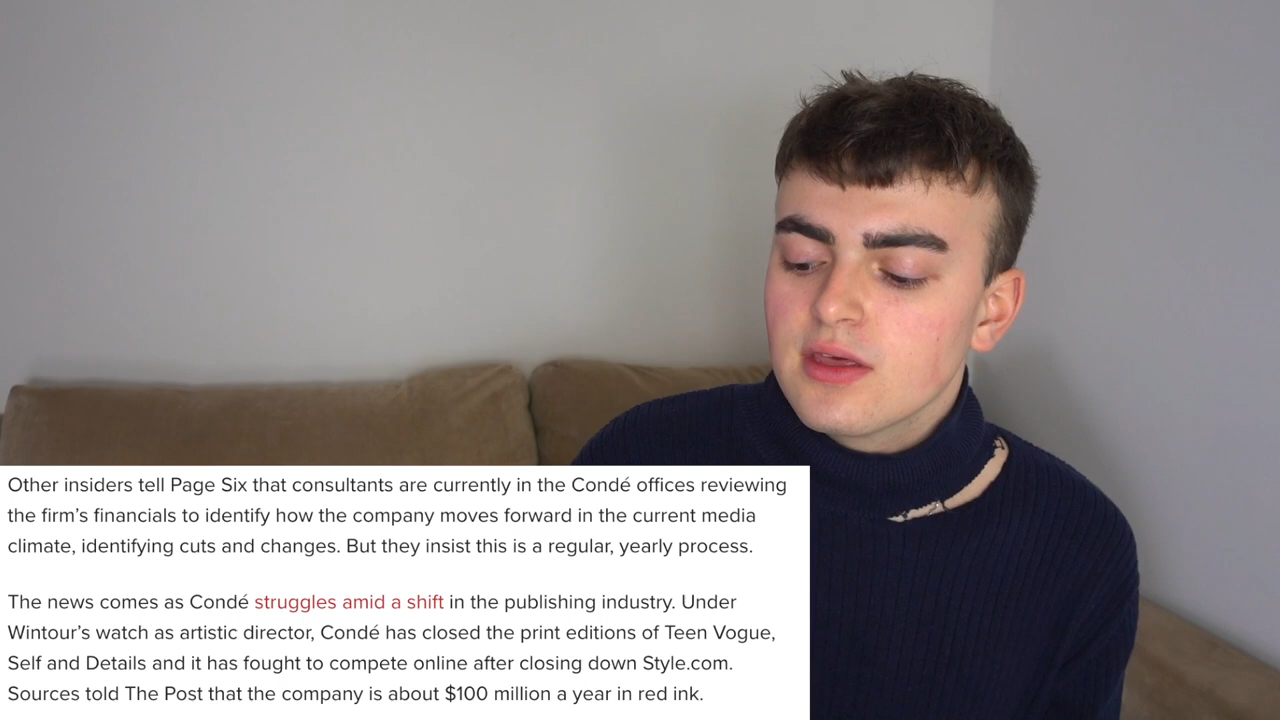 Other insiders tell Page Six that consultants are currently in the Condé offices reviewing
the firm’s financials to identify how the company moves forward in the current media
climate, identifying cuts and changes. But they insist this is a regular, yearly process.
The news comes as Condé struggles amid a shift in the publishing industry. Under
Wintour’s watch as artistic director, Condé has closed the print editions of Teen Vogue,
Self and Details and it has fought to compete online after closing down Style.com.
Sources told The Post that the company is about $100 million a year in red ink.